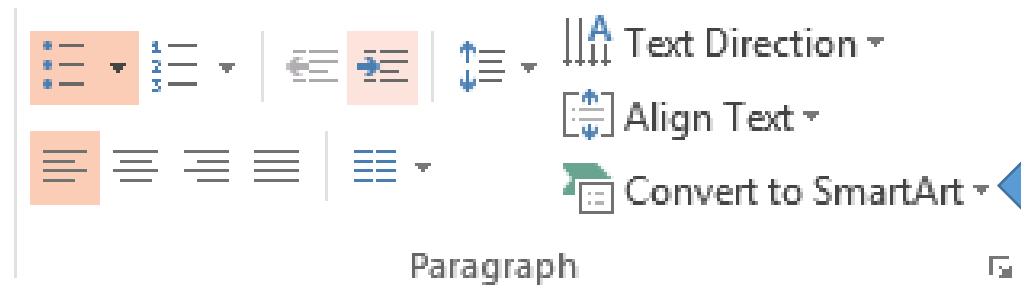 Text Direction
Align Text
Convert to SmartArt
Paragraph